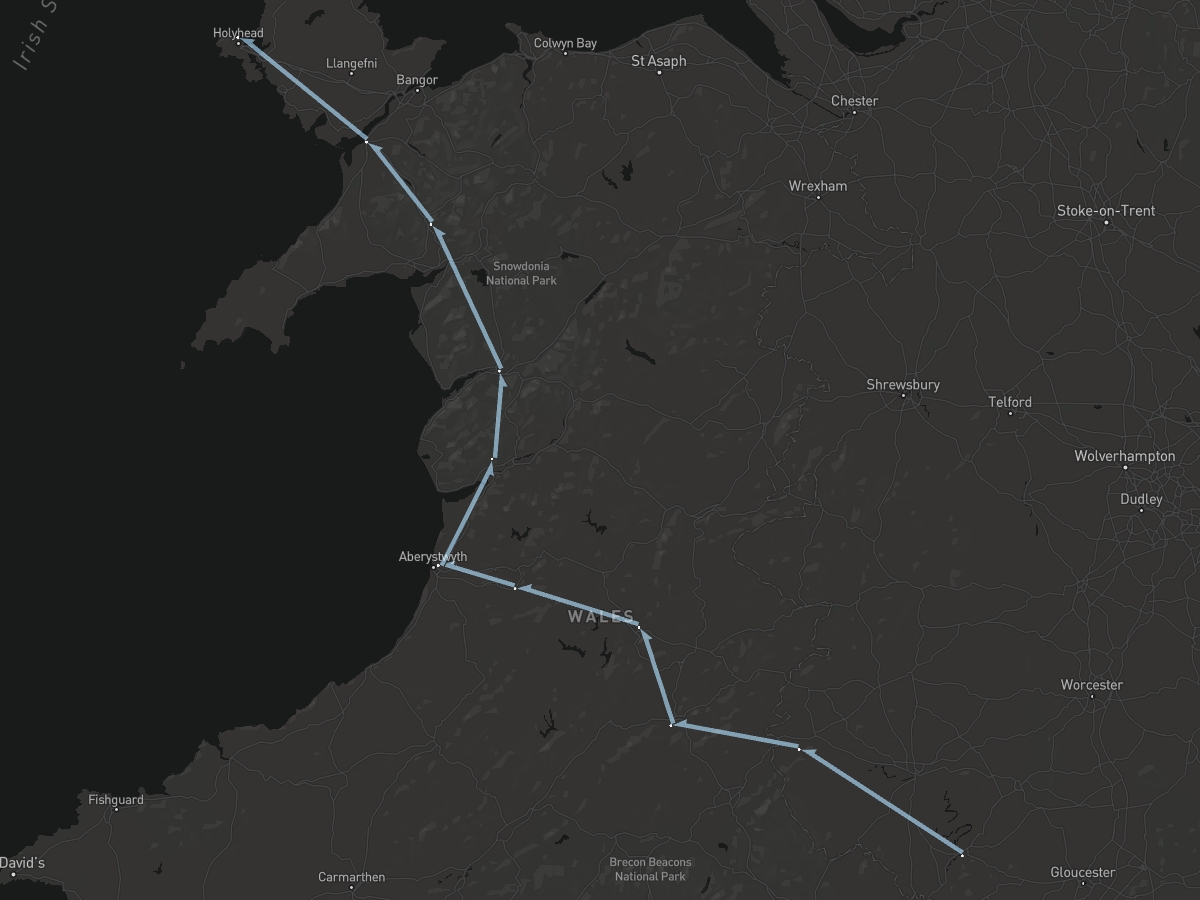 Irish S
Holyhead
Llangefni
Bangor
Colwyn Bay
St Asaph
Chester
Wrexham
Stoke-on-Trent
Snowdonia
National Park
Shrewsbury
Telford
Wolverhampton
Dudley
Aberystwyth
WALES
Worcester
Fishguard
David's
Carmarthen
Brecon Beacons
National Park
Gloucester